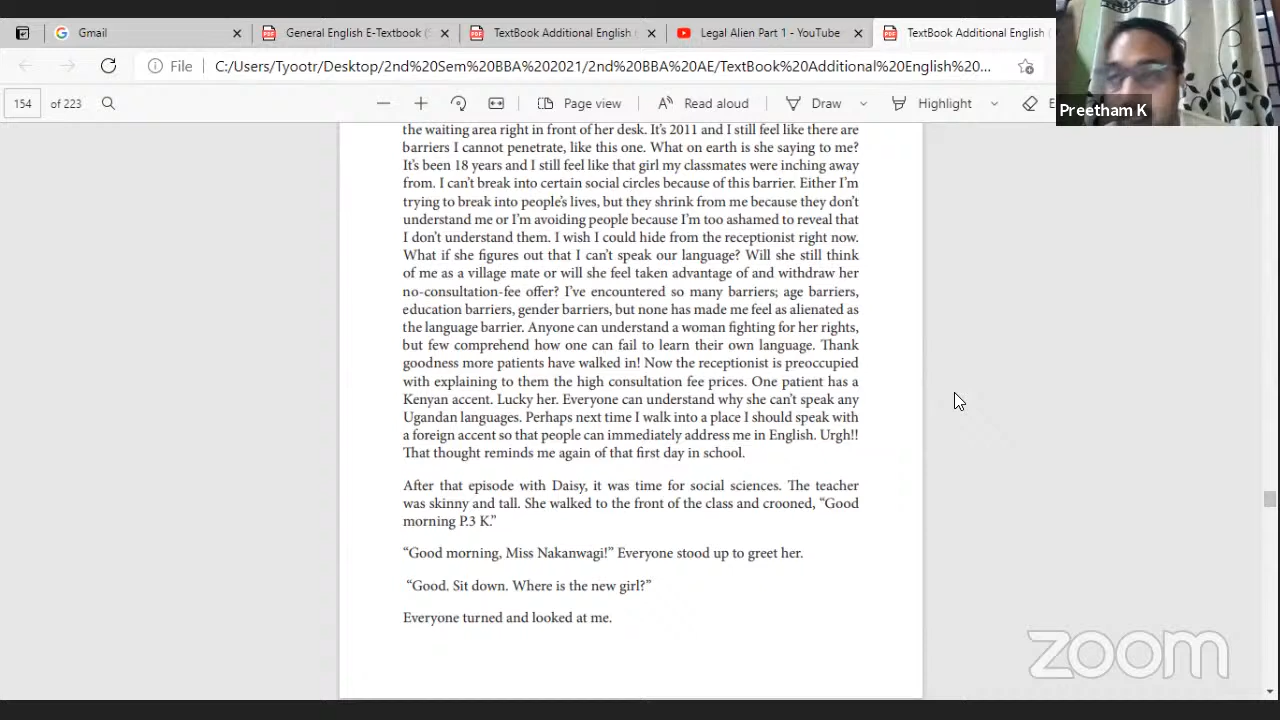 Gmail
General English E-Textbook (
TextBook Additional English
Legal Alien Part 1 - YouTube
TextBook Additional English
File
C:/Users/Tyootr/Desktop/2nd%20Sem%20BBA%202021/2nd%20BBA%20AE/TextBook%20Additional%20English%20...
154
of 223
Page view
Read aloud
Draw
Highlight
Preetham K
the waiting area right in front of her desk. It's 2011 and I still feel like there are
barriers I cannot penetrate, like this one. What on earth is she saying to me?
It's been 18 years and I still feel like that girl my classmates were inching away
from. I can't break into certain social circles because of this barrier. Either I'm
trying to break into people's lives, but they shrink from me because they don't
understand me or I'm avoiding people because I'm too ashamed to reveal that
I don't understand them. I wish I could hide from the receptionist right now.
What if she figures out that I can't speak our language? Will she still think
of me as a village mate or will she feel taken advantage of and withdraw her
no-consultation-fee offer? I've encountered so many barriers; age barriers,
education barriers, gender barriers, but none has made me feel as alienated as
the language barrier. Anyone can understand a woman fighting for her rights,
but few comprehend how one can fail to learn their own language. Thank
goodness more patients have walked in! Now the receptionist is preoccupied
with explaining to them the high consultation fee prices. One patient has a
Kenyan accent. Lucky her. Everyone can understand why she can't speak any
Ugandan languages. Perhaps next time I walk into a place I should speak with
a foreign accent so that people can immediately address me in English. Urgh!!
That thought reminds me again of that first day in school.
After that episode with Daisy, it was time for social sciences. The teacher
was skinny and tall. She walked to the front of the class and crooned, “Good
morning P.3 K.”
“Good morning, Miss Nakanwagi!” Everyone stood up to greet her.
“Good. Sit down. Where is the new girl?”
Everyone turned and looked at me.
zoom